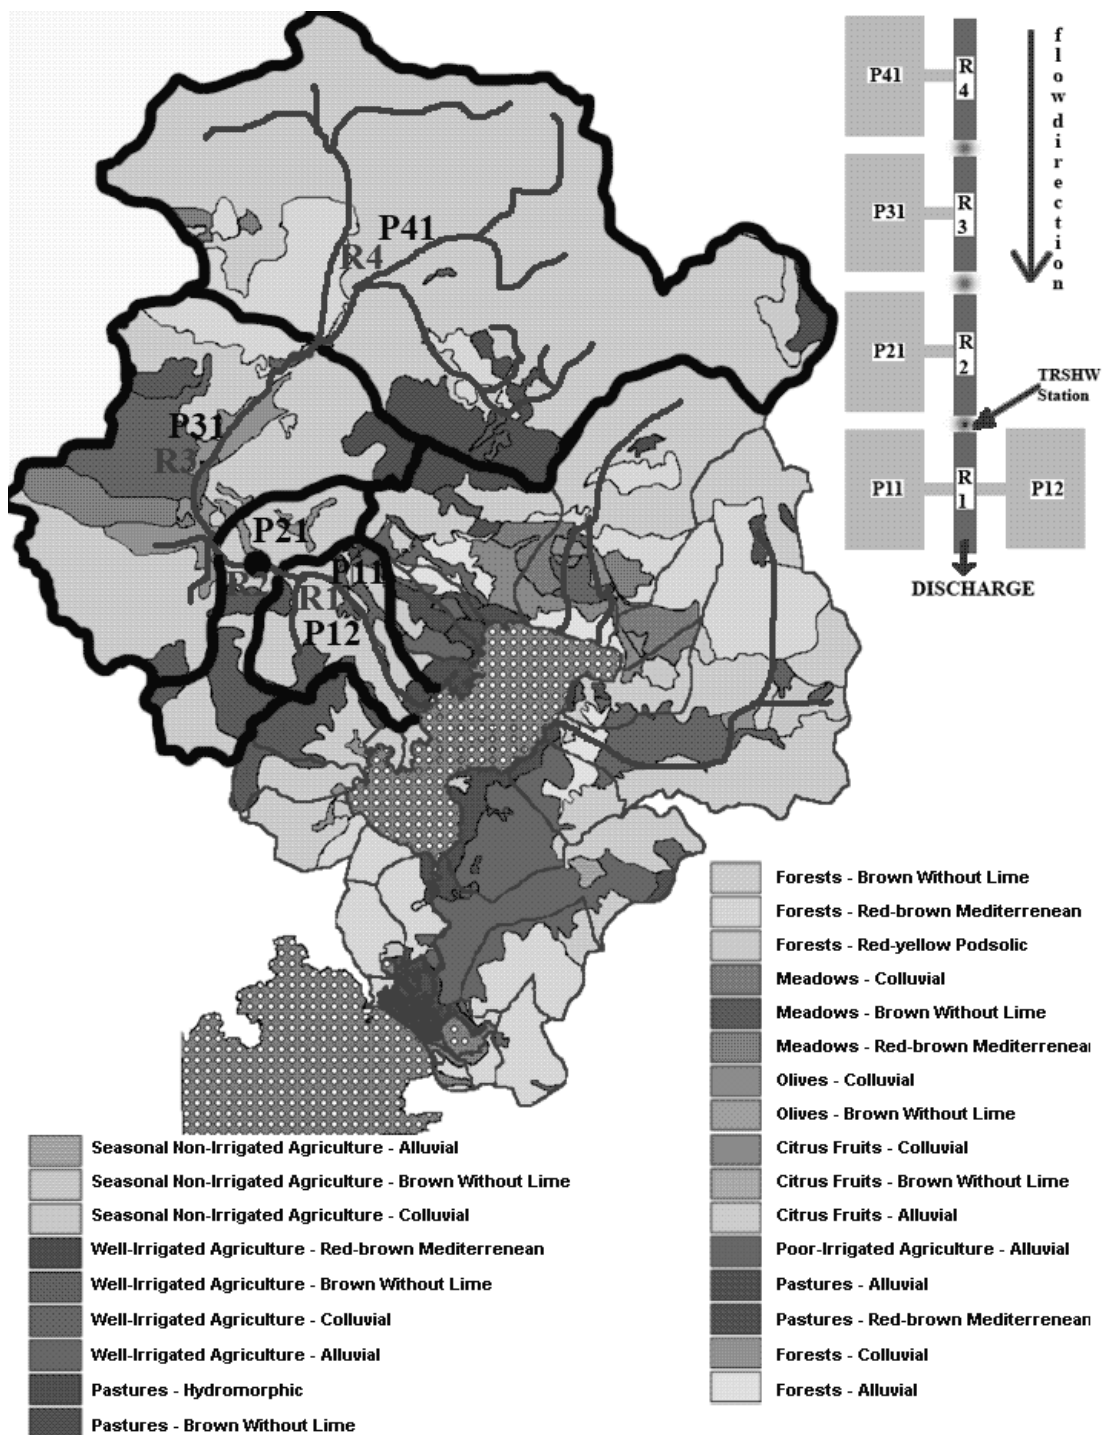 P41
R4
P31
R3
P21
R2
P11
R1
P12
P41
R
4
flow direction
P31
R
3
P21
R
2
TRSHW
Station
P11
R
1
P12
DISCHARGE
Forests - Brown Without Lime
Forests - Red-brown Mediterrenean
Forests - Red-yellow Podsolic
Meadows - Colluvial
Meadows - Brown Without Lime
Meadows - Red-brown Mediterrenean
Olives - Colluvial
Olives - Brown Without Lime
Citrus Fruits - Colluvial
Citrus Fruits - Brown Without Lime
Citrus Fruits - Alluvial
Poor-Irrigated Agriculture - Alluvial
Pastures - Alluvial
Pastures - Red-brown Mediterrenean
Forests - Colluvial
Forests - Alluvial
Seasonal Non-Irrigated Agriculture - Alluvial
Seasonal Non-Irrigated Agriculture - Brown Without Lime
Seasonal Non-Irrigated Agriculture - Colluvial
Well-Irrigated Agriculture - Red-brown Mediterrenean
Well-Irrigated Agriculture - Brown Without Lime
Well-Irrigated Agriculture - Colluvial
Well-Irrigated Agriculture - Alluvial
Pastures - Hydromorphic
Pastures - Brown Without Lime